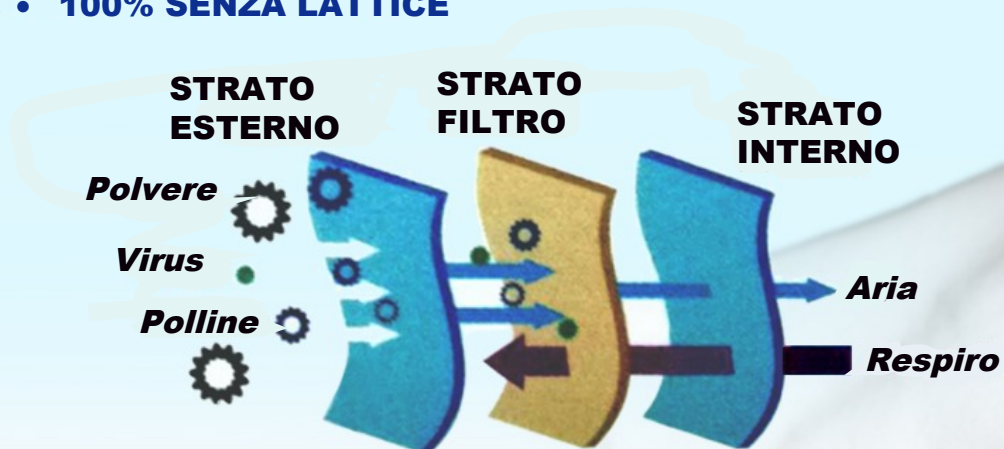 • 100% SENZA LATTICE
STRATO
ESTERNO
STRATO
FILTRO
STRATO
INTERNO
Polvere
Virus
Polline
Aria
Respiro